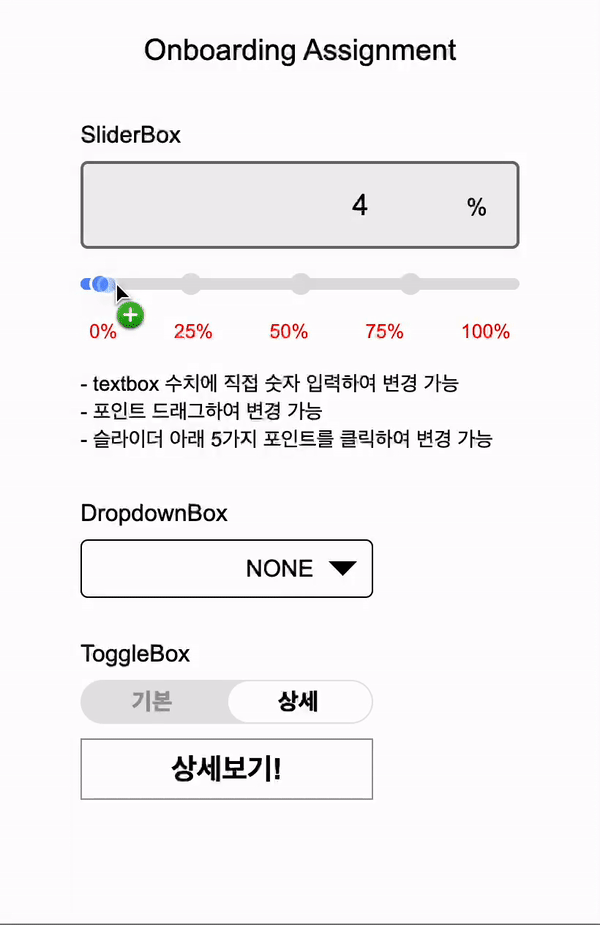 Onboarding Assignment
SliderBox
4 %
0% 25% 50% 75% 100%
- textbox 수치에 직접 숫자 입력하여 변경 가능
- 포인트 드래그하여 변경 가능
- 슬라이더 아래 5가지 포인트를 클릭하여 변경 가능
DropdownBox
NONE
ToggleBox
기본 상세
상세보기!